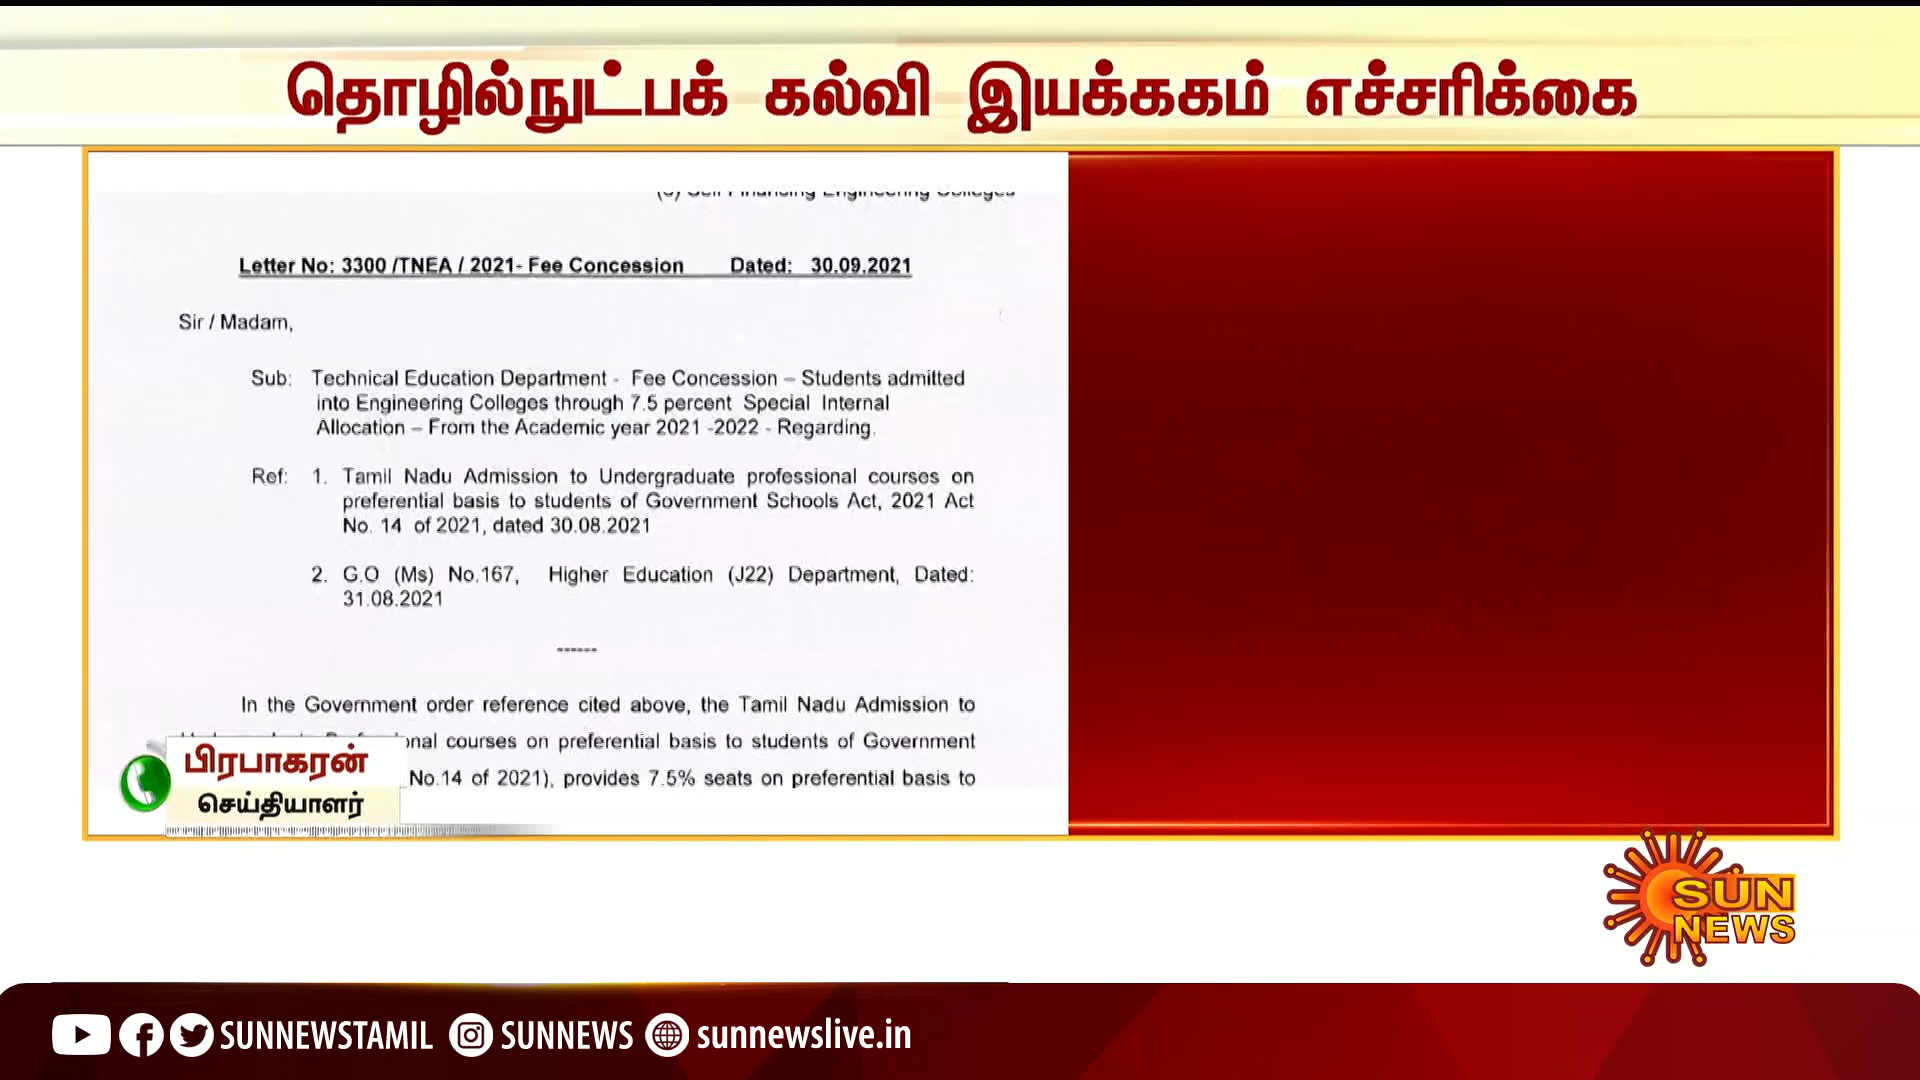 தொழில்நுட்பக் கல்வி இயக்ககம் எச்சரிக்கை
Self Financing Engineering Colleges
Letter No: 3300 /TNEA / 2021- Fee Concession Dated: 30.09.2021
Sir / Madam,
Sub: Technical Education Department - Fee Concession – Students admitted
into Engineering Colleges through 7.5 percent Special Internal
Allocation – From the Academic year 2021 -2022 - Regarding.
Ref: 1. Tamil Nadu Admission to Undergraduate professional courses on
preferential basis to students of Government Schools Act, 2021 Act
No. 14 of 2021, dated 30.08.2021
2. G.O (Ms) No.167, Higher Education (J22) Department, Dated:
31.08.2021
------
In the Government order reference cited above, the Tamil Nadu Admission to
onal courses on preferential basis to students of Government
No.14 of 2021), provides 7.5% seats on preferential basis to
பிரபாகரன்
செய்தியாளர்
SUN
NEWS
SUNNEWSTAMIL SUNNEWS sunnewslive.in